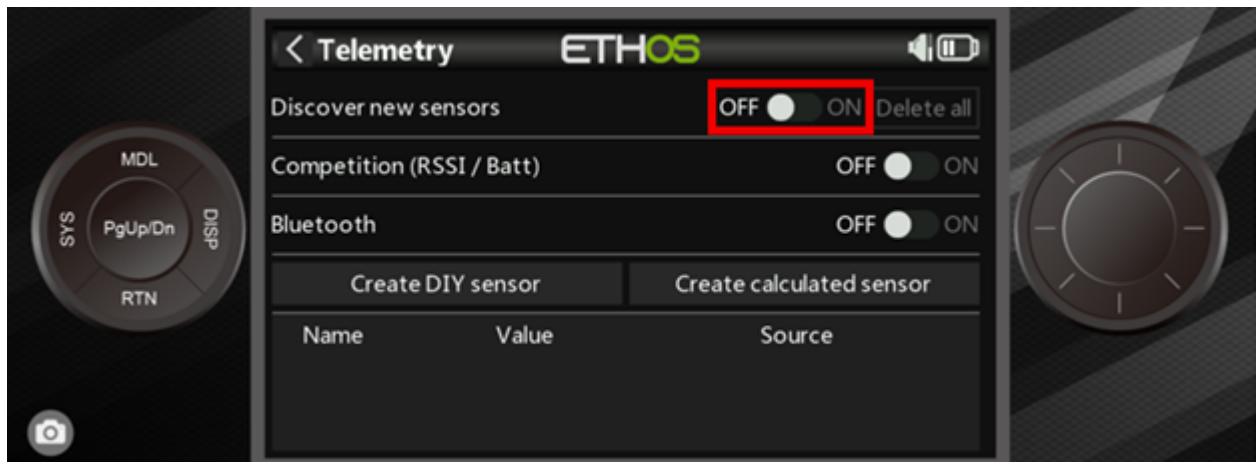 Telemetry ETHOS
Discover new sensors OFF ON Delete all
Competition (RSSI / Batt) OFF ON
Bluetooth OFF ON
Create DIY sensor Create calculated sensor
Name Value Source
MDL
SYS PgUp/Dn DISP
RTN